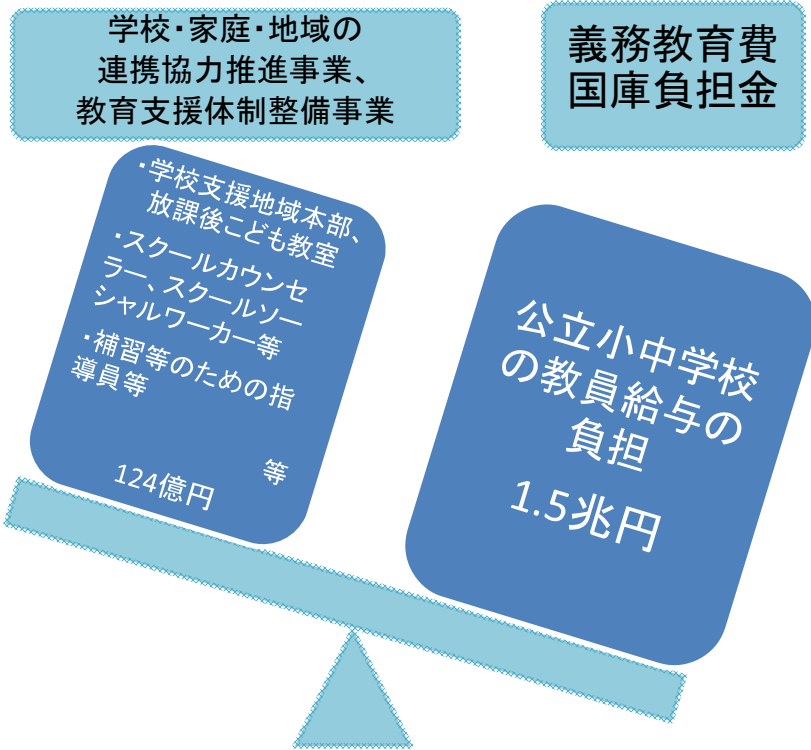 学校・家庭・地域の
連携協力推進事業、
教育支援体制整備事業
義務教育費
国庫負担金
・学校支援地域本部、
放課後こども教室
・スクールカウンセ
ラー、スクールソー
シャルワーカー等
・補習等のための指
導員等
等
124億円
公立小中学校
の教員給与の
負担
1.5兆円